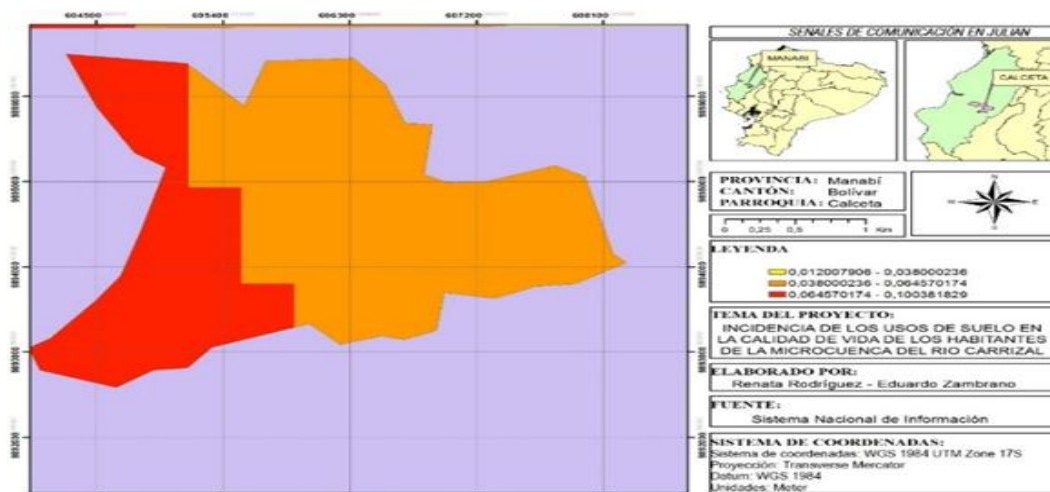 604500 605400 606300 607200 608100
SENALES DE COMUNICACIÓN EN JULIAN
MANABI
CALCETA
PROVINCIA: Manabí
CANTÓN: Bolívar
PARROQUIA: Calceta
N
E
S
0 0,25 0,5 1 Km
LEYENDA
0,012007906 - 0,038000236
0,038000236 - 0,064570174
0,064570174 - 0,100381829
TEMA DEL PROYECTO:
INCIDENCIA DE LOS USOS DE SUELO EN
LA CALIDAD DE VIDA DE LOS HABITANTES
DE LA MICROCUENCA DEL RIO CARRIZAL
ELABORADO POR:
Renata Rodríguez - Eduardo Zambrano
FUENTE:
Sistema Nacional de Información
SISTEMA DE COORDENADAS:
Sistema de coordenadas: WGS 1984 UTM Zone 17S
Proyección: Transverse Mercator
Datum: WGS 1984
Unidades: Meter